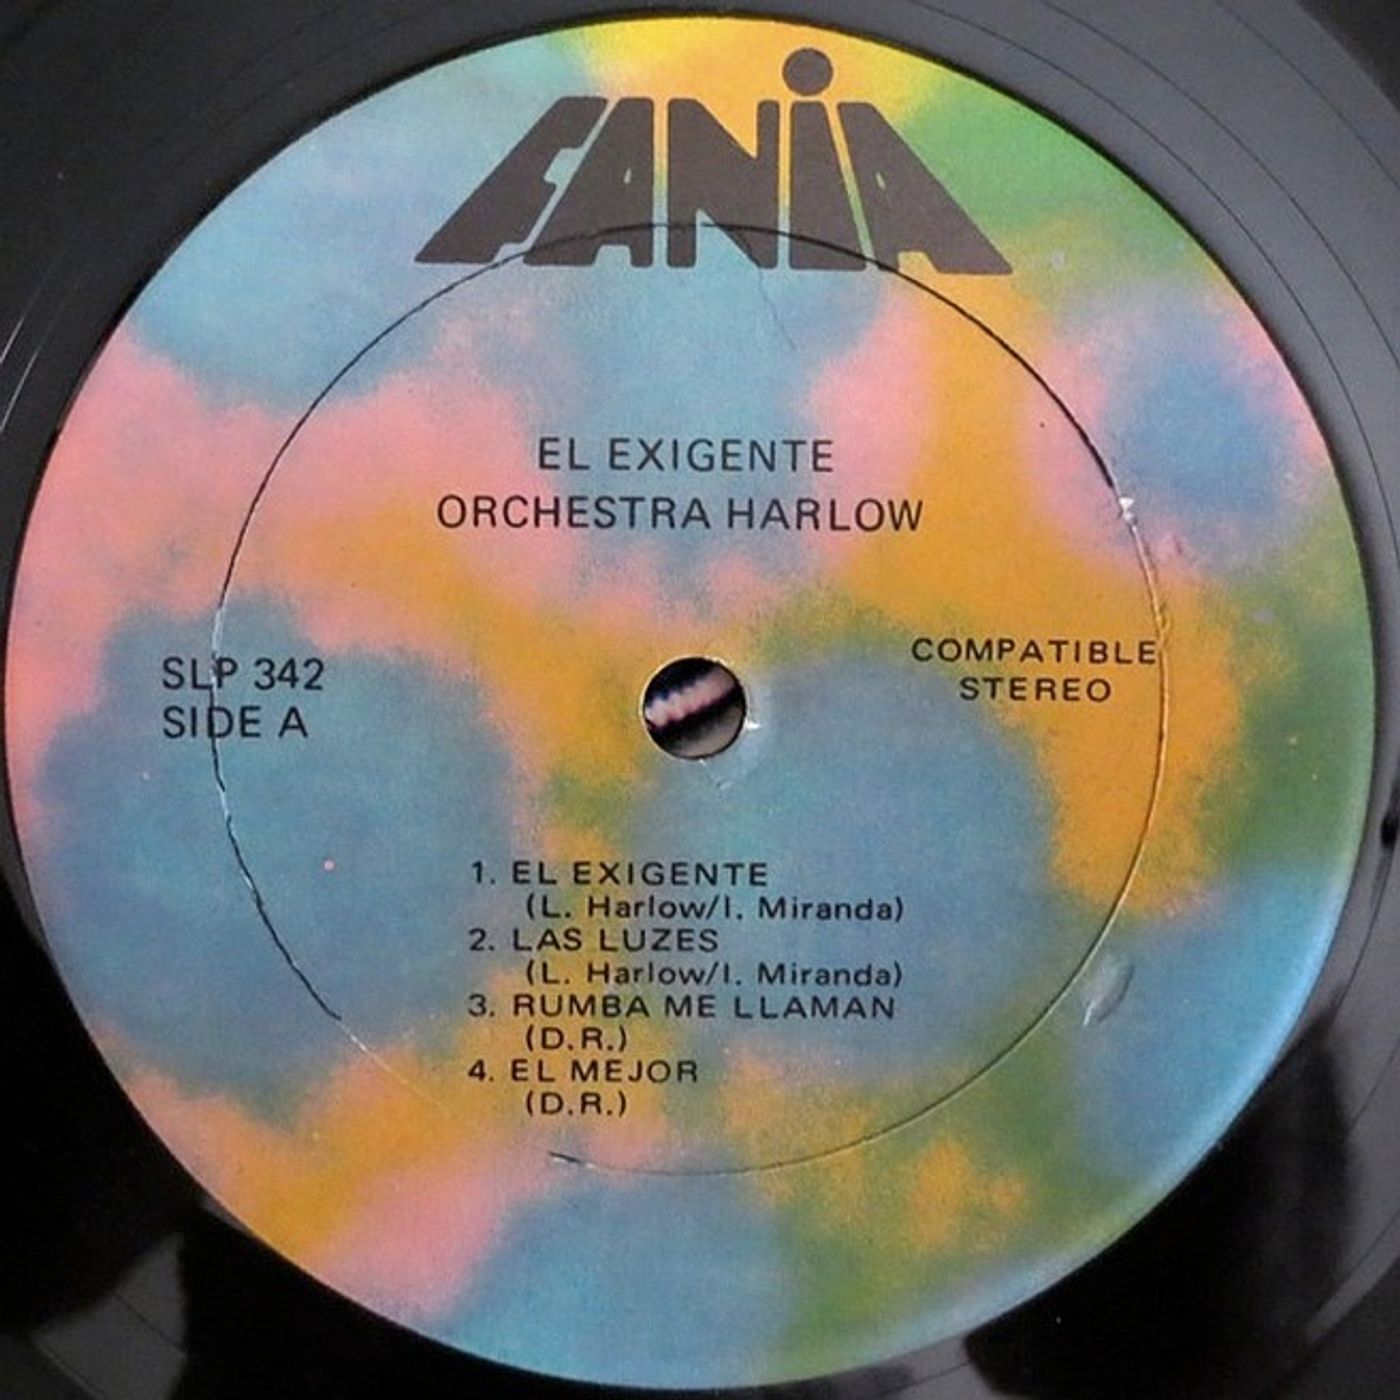 FANIA
EL EXIGENTE
ORCHESTRA HARLOW
SLP 342
SIDE A
COMPATIBLE
STEREO
1. EL EXIGENTE
(L. Harlow/I. Miranda)
2. LAS LUZES
(L. Harlow/I. Miranda)
3. RUMBA ME LLAMAN
(D.R.)
4. EL MEJOR
(D.R.)